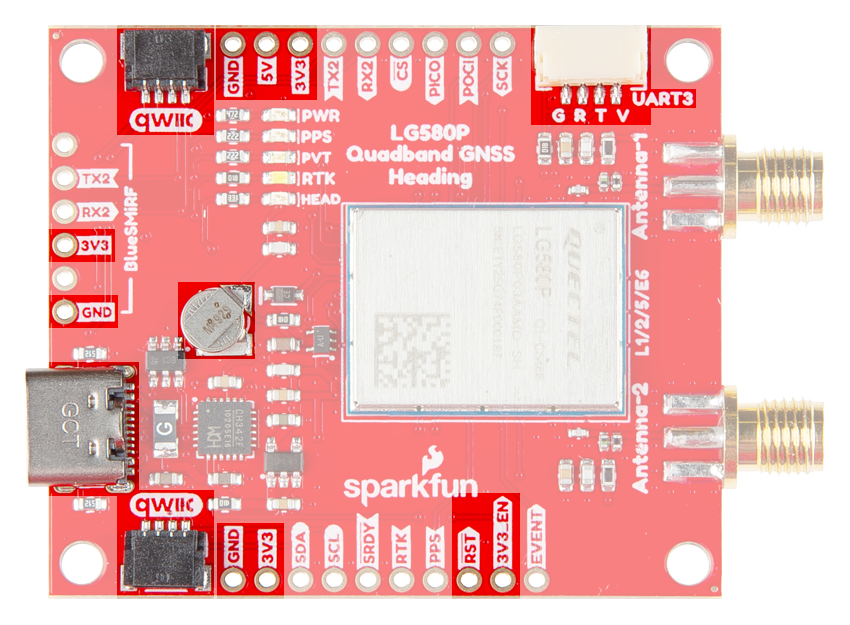 qwiic
GND
5V
3V3
TX2
RX2
CS
PICO
POCI
SCK
G R T V
UART3
PWR
PPS
PVT
RTK
HEAD
LG580P
Quadband GNSS
Heading
Antenna-1
TX2
RX2
3V3
GND
BlueSMiRF
QUECTEL
LG580P
L1/2/5/E6
GCT
G
Antenna-2
sparkfun
qwiic
GND
3V3
SDA
SCL
SRDY
RTK
PPS
RST
3V3_EN
EVENT